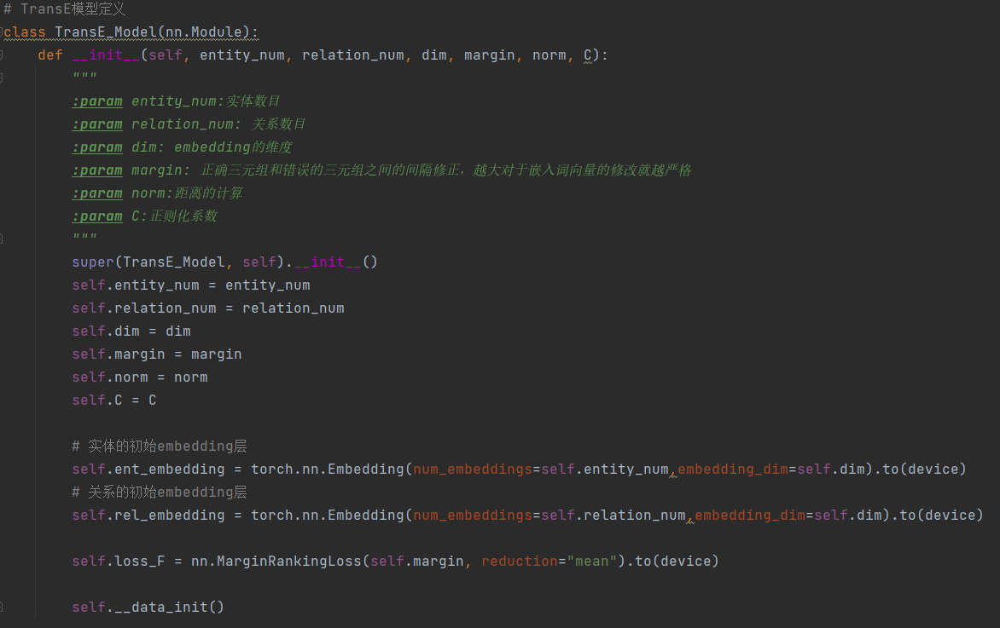 # TransE模型定义
class TransE_Model(nn.Module):
    def __init__(self, entity_num, relation_num, dim, margin, norm, C):
        """
        :param entity_num:实体数目
        :param relation_num: 关系数目
        :param dim: embedding的维度
        :param margin: 正确三元组和错误的三元组之间的间隔修正，越大对于嵌入词向量的修改就越严格
        :param norm:距离的计算
        :param C:正则化系数
        """
        super(TransE_Model, self).__init__()
        self.entity_num = entity_num
        self.relation_num = relation_num
        self.dim = dim
        self.margin = margin
        self.norm = norm
        self.C = C
        # 实体的初始embedding层
        self.ent_embedding = torch.nn.Embedding(num_embeddings=self.entity_num,embedding_dim=self.dim).to(device)
        # 关系的初始embedding层
        self.rel_embedding = torch.nn.Embedding(num_embeddings=self.relation_num,embedding_dim=self.dim).to(device)
        self.loss_F = nn.MarginRankingLoss(self.margin, reduction="mean").to(device)
        self.__data_init()